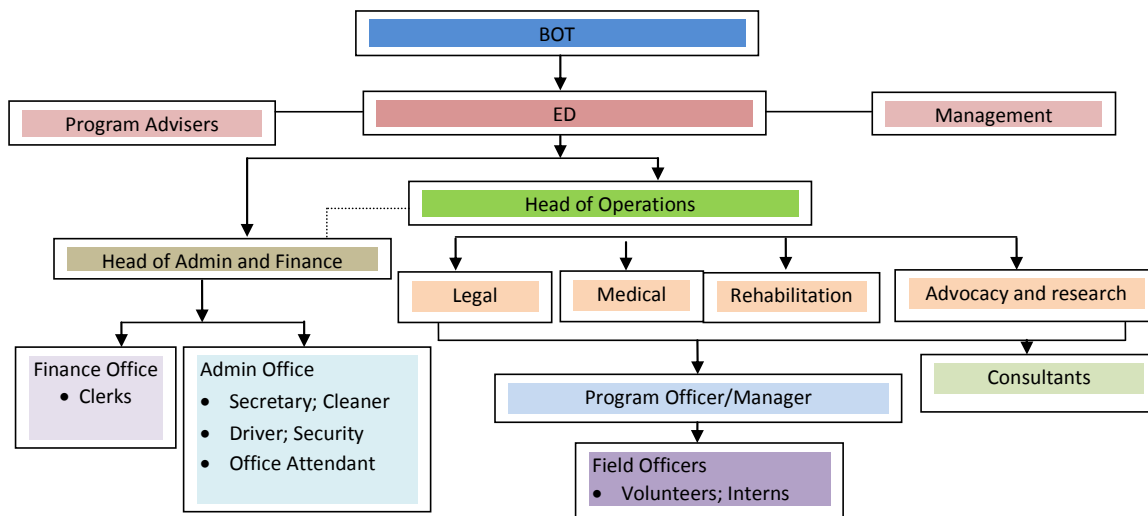 BOT
Program Advisers
ED
Management
Head of Operations
Head of Admin and Finance
Legal
Medical
Rehabilitation
Advocacy and research
Finance Office
• Clerks
Admin Office
• Secretary; Cleaner
• Driver; Security
• Office Attendant
Program Officer/Manager
Consultants
Field Officers
• Volunteers; Interns